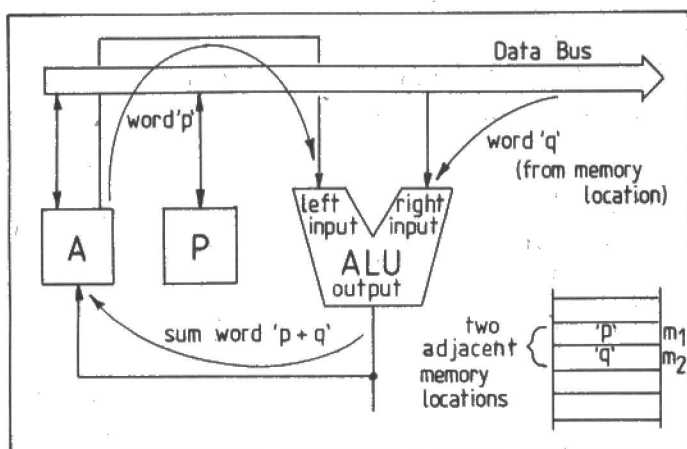 Data Bus
word 'p'
word 'q'
(from memory
location)
left
input
right
input
A
P
ALU
output
sum word 'p + q'
two
adjacent
memory
locations
'p'
m1
'q'
m2